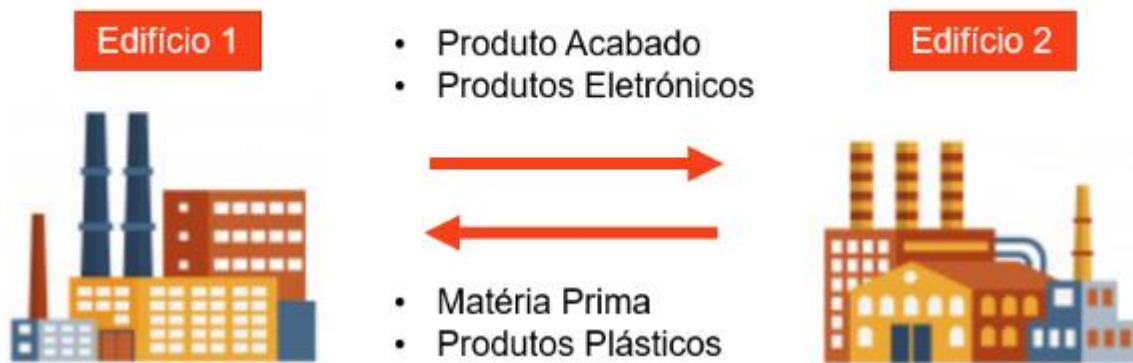 Edifício 1
• Produto Acabado
• Produtos Eletrónicos
Edifício 2
• Matéria Prima
• Produtos Plásticos